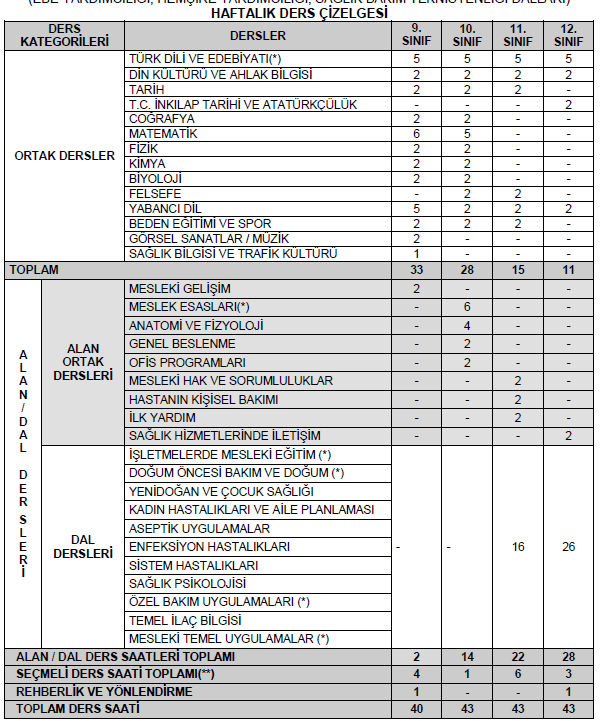 (EBE YARDIMCILIĞI, HEMŞİRE YARDIMCILIĞI, SAĞLIK BAKIM TEKNİSYENLİĞİ DALLARI)
HAFTALIK DERS ÇİZELGESİ
DERS KATEGORİLERİ DERSLER 9. SINIF 10. SINIF 11. SINIF 12. SINIF
ORTAK DERSLER
TÜRK DİLİ VE EDEBİYATI(*) 5 5 5 5
DİN KÜLTÜRÜ VE AHLAK BİLGİSİ 2 2 2 2
TARİH 2 2 2 -
T.C. İNKILAP TARİHİ VE ATATÜRKÇÜLÜK - - - 2
COĞRAFYA 2 2 - -
MATEMATİK 6 5 - -
FİZİK 2 2 - -
KİMYA 2 2 - -
BİYOLOJİ 2 2 - -
FELSEFE - 2 2 -
YABANCI DİL 5 2 2 2
BEDEN EĞİTİMİ VE SPOR 2 2 2 -
GÖRSEL SANATLAR / MÜZİK 2 - - -
SAĞLIK BİLGİSİ VE TRAFİK KÜLTÜRÜ 1 - - -
TOPLAM 33 28 15 11
ALAN / DAL DERSLERİ
ALAN ORTAK DERSLERİ
MESLEKİ GELİŞİM 2 - - -
MESLEK ESASLARI(*) - 6 - -
ANATOMİ VE FİZYOLOJİ - 4 - -
GENEL BESLENME - 2 - -
OFİS PROGRAMLARI - 2 - -
MESLEKİ HAK VE SORUMLULUKLAR - - 2 -
HASTANIN KİŞİSEL BAKIMI - - 2 -
İLK YARDIM - - 2 -
SAĞLIK HİZMETLERİNDE İLETİŞİM - - - 2
DAL DERSLERİ
İŞLETMELERDE MESLEKİ EĞİTİM (*)
DOĞUM ÖNCESİ BAKIM VE DOĞUM (*)
YENİDOĞAN VE ÇOCUK SAĞLIĞI
KADIN HASTALIKLARI VE AİLE PLANLAMASI
ASEPTİK UYGULAMALAR
ENFEKSİYON HASTALIKLARI - - 16 26
SİSTEM HASTALIKLARI
SAĞLIK PSİKOLOJİSİ
ÖZEL BAKIM UYGULAMALARI (*)
TEMEL İLAÇ BİLGİSİ
MESLEKİ TEMEL UYGULAMALAR (*)
ALAN / DAL DERS SAATLERİ TOPLAMI 2 14 22 28
SEÇMELİ DERS SAATİ TOPLAMI(**) 4 1 6 3
REHBERLİK VE YÖNLENDİRME 1 - - 1
TOPLAM DERS SAATİ 40 43 43 43